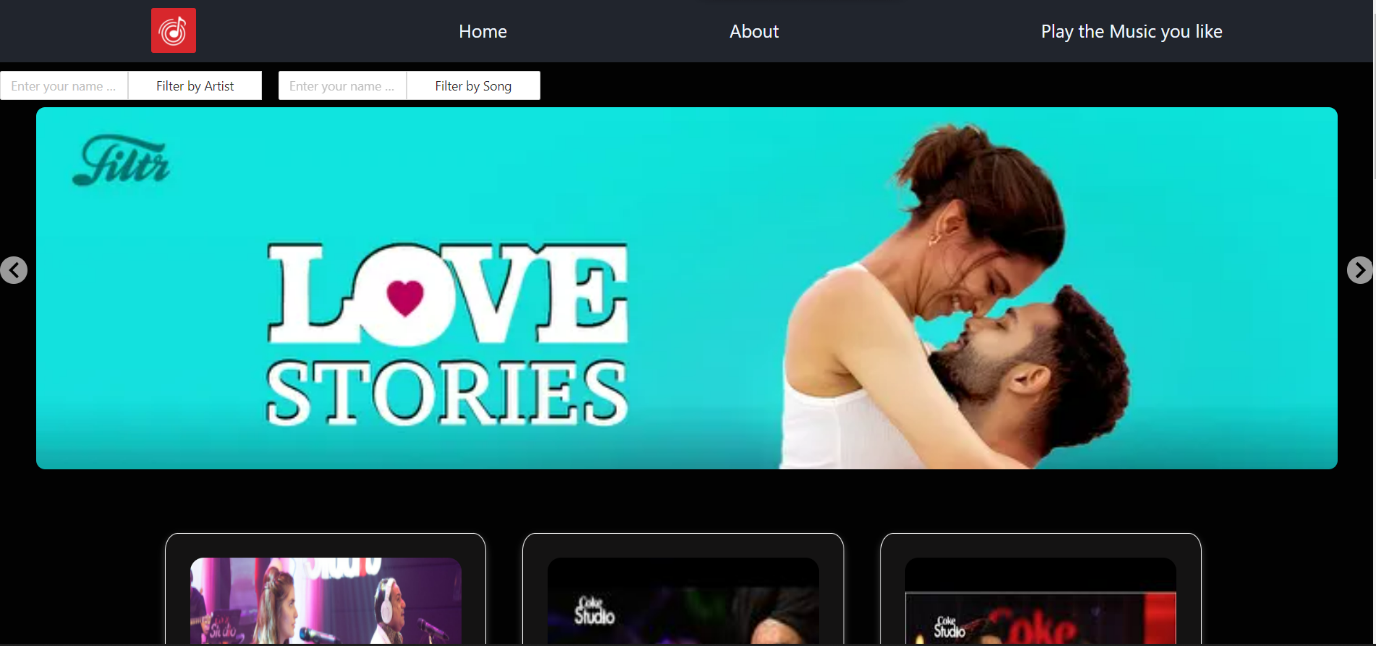 Home
About
Play the Music you like
Enter your name ...
Filter by Artist
Enter your name ...
Filter by Song
Filtr
LOVE
STORIES
Studio
Coke
Studio
Coke
Studio
Coke